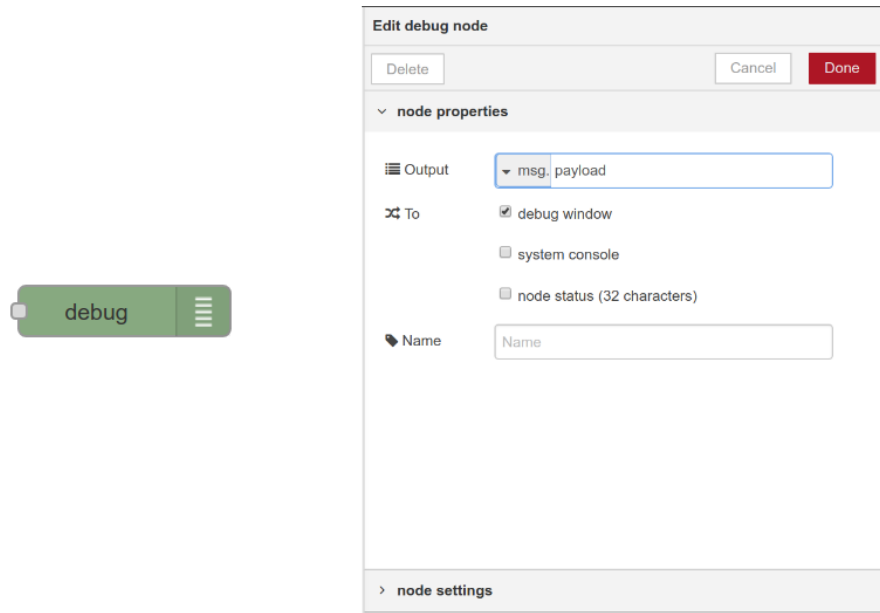 Edit debug node
Delete Cancel Done
node properties
Output msg. payload
To debug window
system console
node status (32 characters)
debug
Name Name
node settings